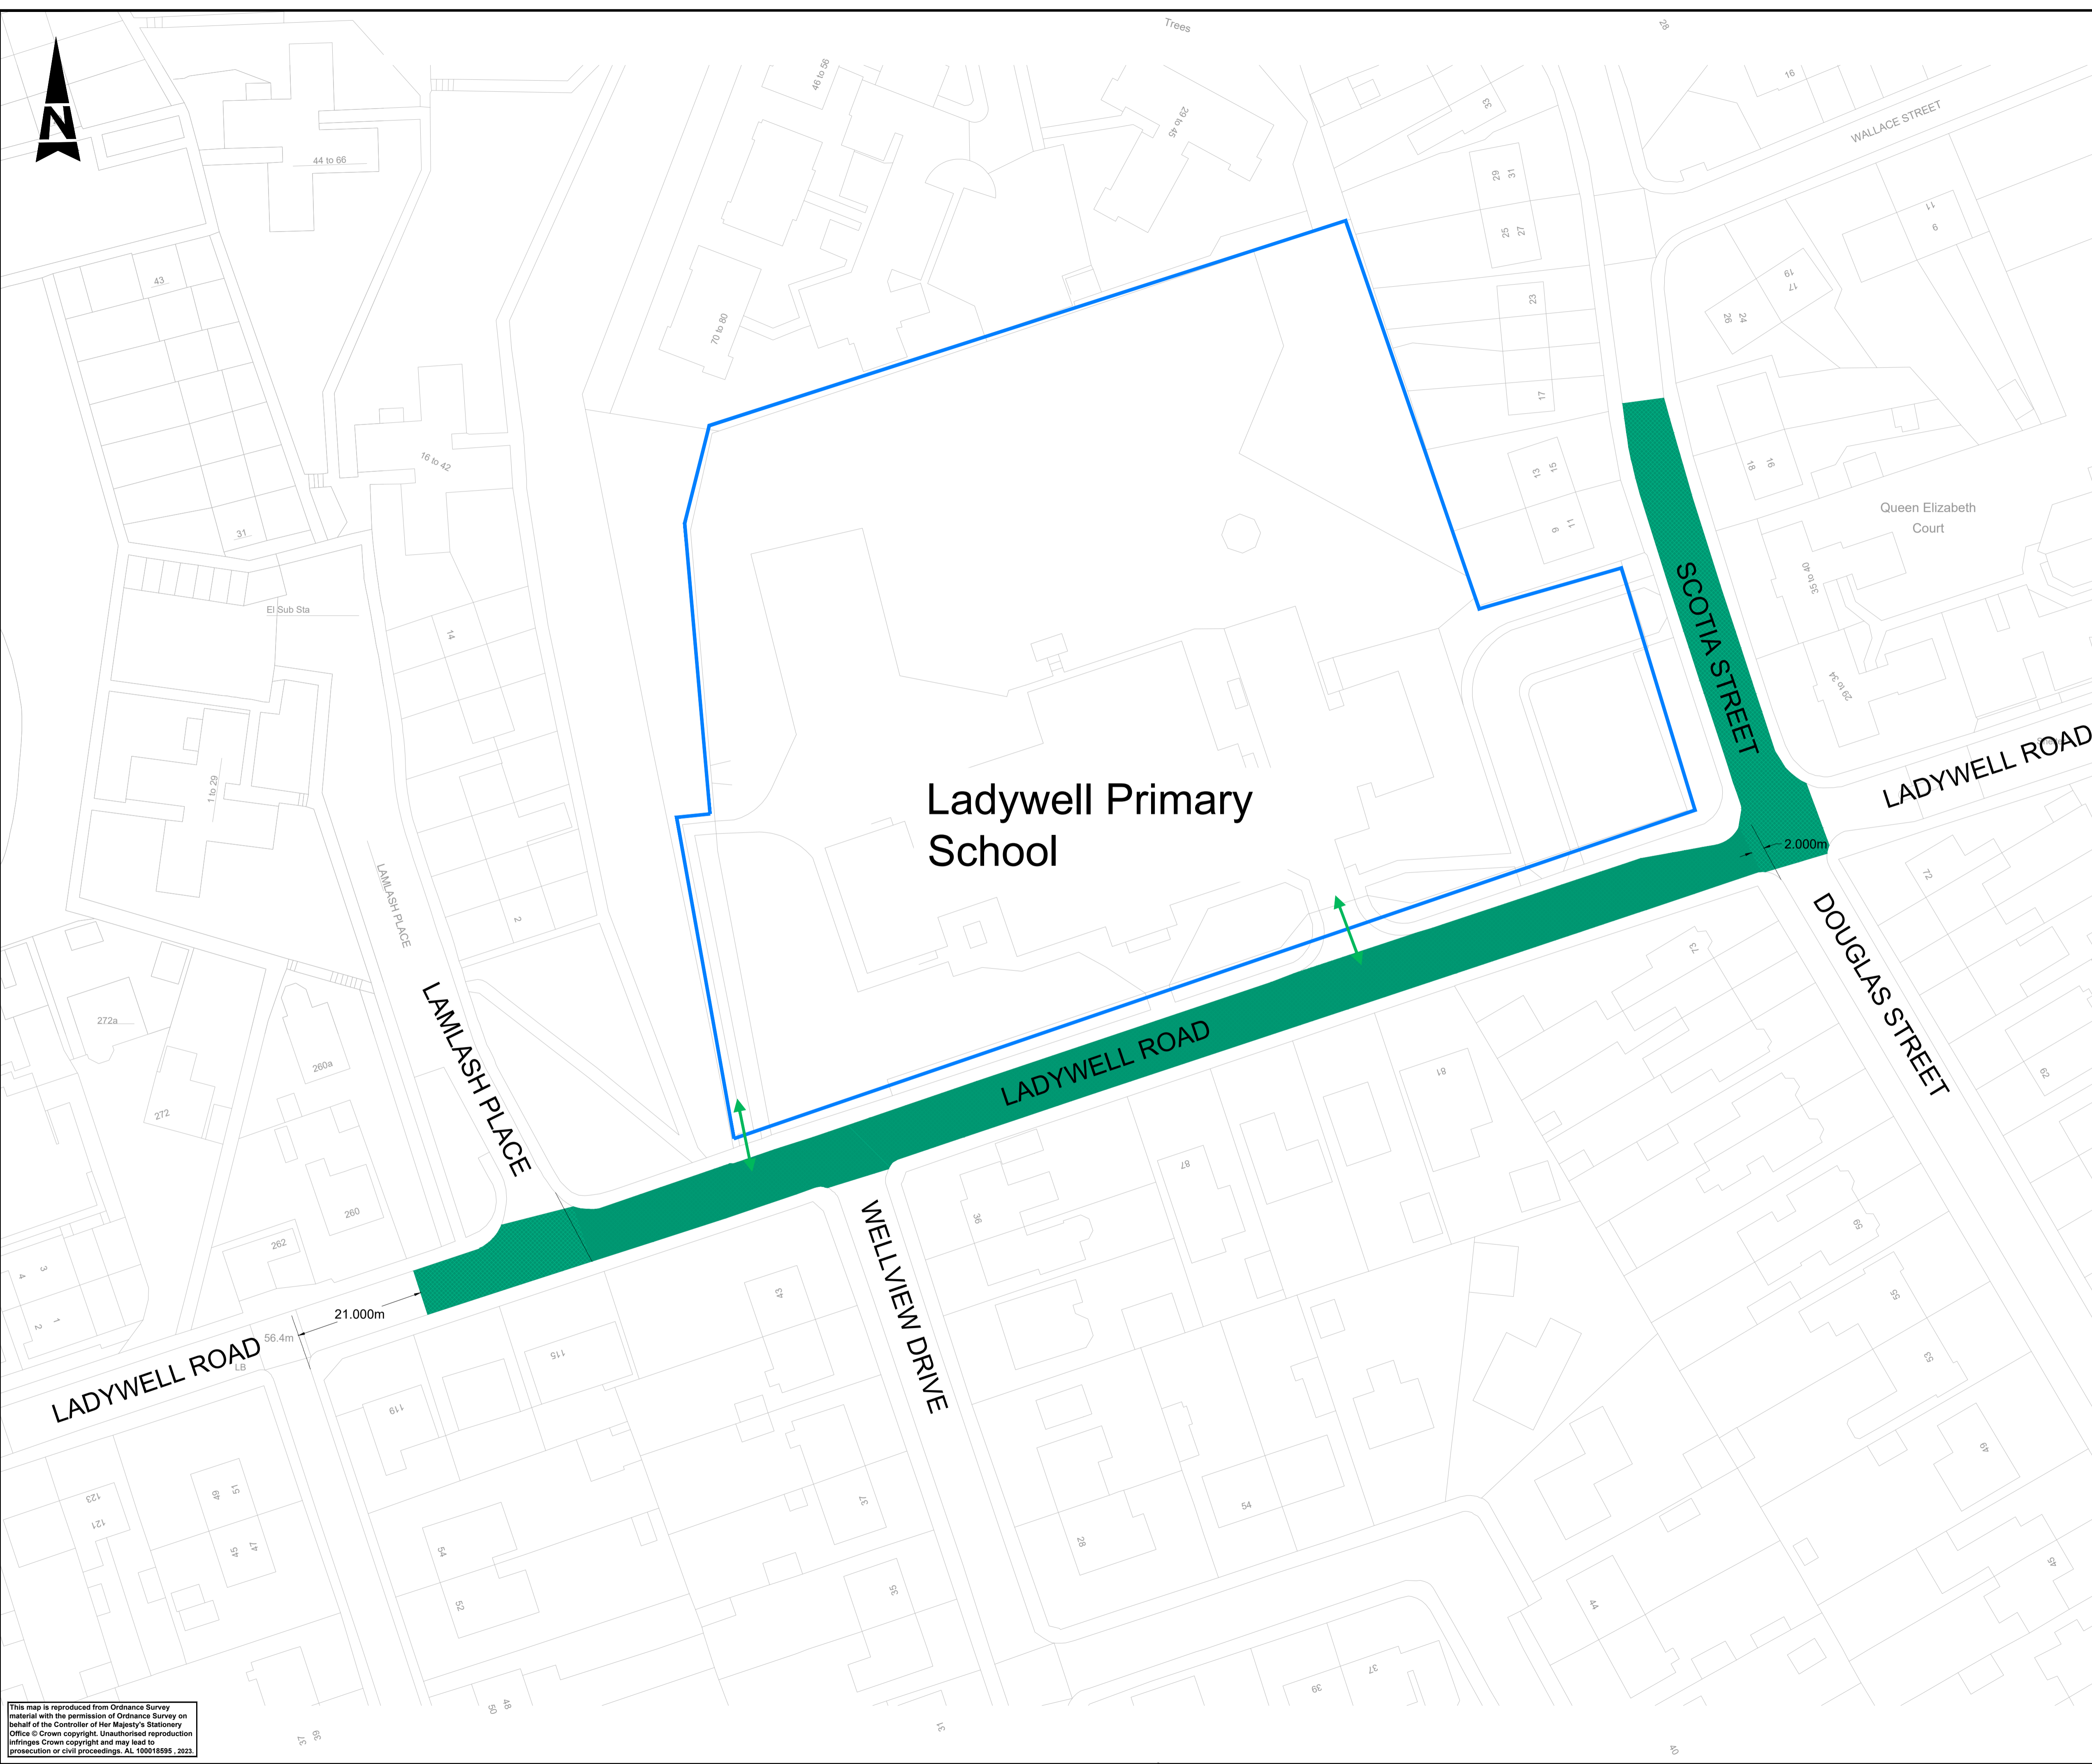 Trees
28
46 to 56
16
N
33
29 to 45
WALLACE STREET
44 to 66
29
31
11
9
25
27
43
19
17
23
26
24
70 to 80
17
16 to 42
15
13
18
16
31
11
9
Queen Elizabeth
Court
35 to 40
El Sub Sta
14
SCOTIA STREET
29 to 34
LADYWELL ROAD
1 to 29
Ladywell Primary
School
2.000m
72
LAMLASH PLACE
2
DOUGLAS STREET
73
272a
LAMLASH PLACE
260a
LADYWELL ROAD
81
62
272
87
260
36
262
WELLVIEW DRIVE
59
4
3
2
1
43
55
21.000m
56.4m
LADYWELL ROAD
LB
115
53
119
49
123
121
49
51
37
54
45
47
54
28
45
52
35
44
37
39
50
48
31
40
37
39
This map is reproduced from Ordnance Survey
material with the permission of Ordnance Survey on
behalf of the Controller of Her Majesty's Stationery
Office © Crown copyright. Unauthorised reproduction
infringes Crown copyright and may lead to
prosecution or civil proceedings. AL 100018595 , 2023.